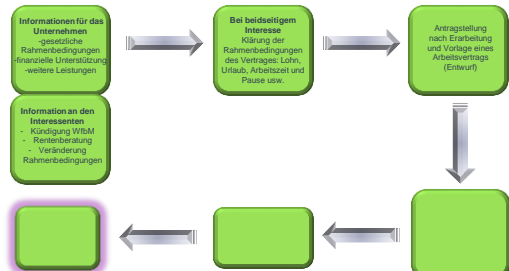 Informationen für das
Unternehmen
-gesetzliche
Rahmenbedingungen
-finanzielle Unterstützung
-weitere Leistungen
Bei beidseitigem
Interesse
Klärung der
Rahmenbedingungen
des Vertrages: Lohn,
Urlaub, Arbeitszeit und
Pause usw.
Antragstellung
nach Erarbeitung
und Vorlage eines
Arbeitsvertrags
(Entwurf)
Information an den
Interessenten
- Kündigung WfbM
- Rentenberatung
- Veränderung
Rahmenbedingungen